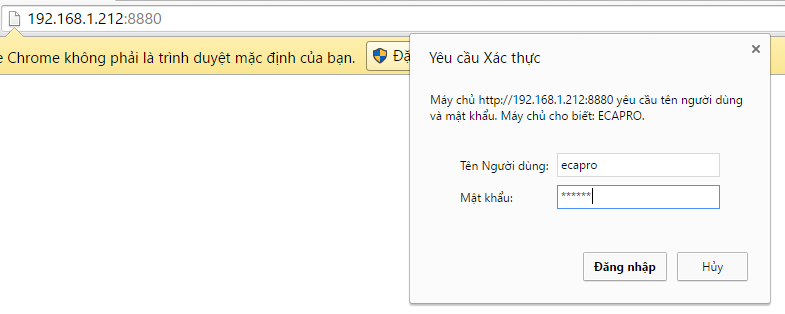 192.168.1.212:8880
e Chrome không phải là trình duyệt mặc định của bạn.
Đặ
Yêu cầu Xác thực
Máy chủ http://192.168.1.212:8880 yêu cầu tên người dùng
và mật khẩu. Máy chủ cho biết: ECAPRO.
Tên Người dùng: ecapro
Mật khẩu: ******
Đăng nhập Hủy